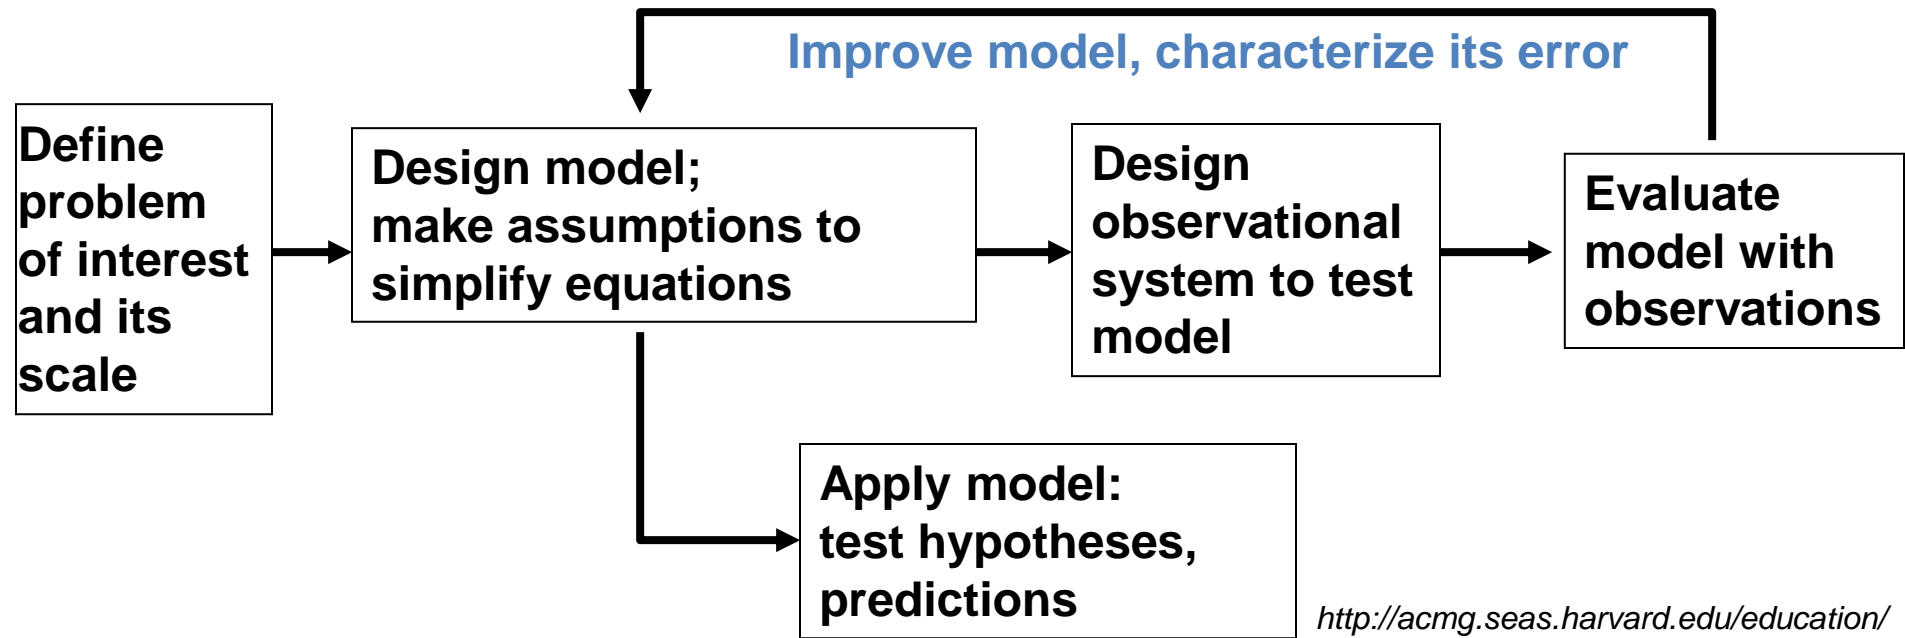 Improve model, characterize its error
Define
problem
of interest
and its
scale
Design model;
make assumptions to
simplify equations
Design
observational
system to test
model
Evaluate
model with
observations
Apply model:
test hypotheses,
predictions
http://acmg.seas.harvard.edu/education/